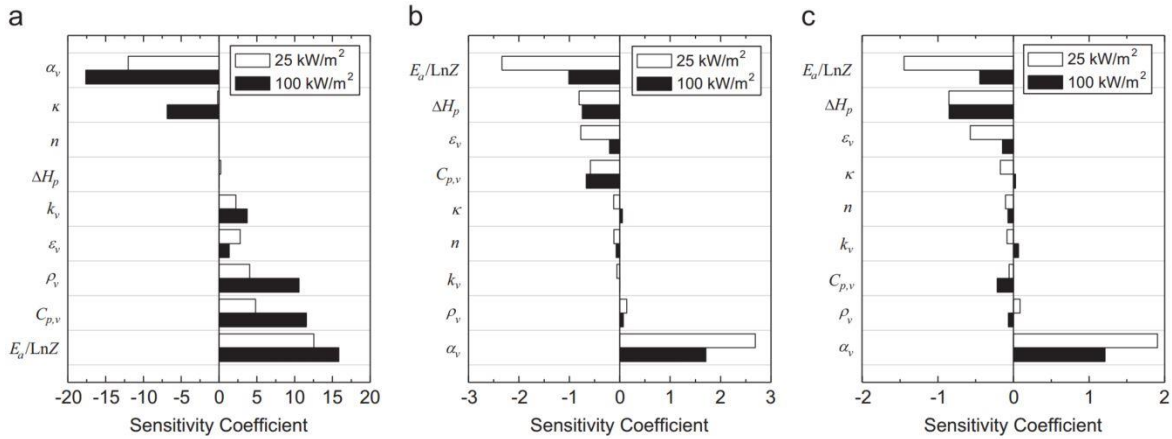 a
α_v
κ
n
ΔH_p
k_v
ε_v
ρ_v
C_{p,v}
E_a/LnZ
25 kW/m²
100 kW/m²
-20 -15 -10 -5 0 5 10 15 20
Sensitivity Coefficient
b
E_a/LnZ
ΔH_p
ε_v
C_{p,v}
κ
n
k_v
ρ_v
α_v
25 kW/m²
100 kW/m²
-3 -2 -1 0 1 2 3
Sensitivity Coefficient
c
E_a/LnZ
ΔH_p
ε_v
κ
n
k_v
C_{p,v}
ρ_v
α_v
25 kW/m²
100 kW/m²
-2 -1 0 1 2
Sensitivity Coefficient